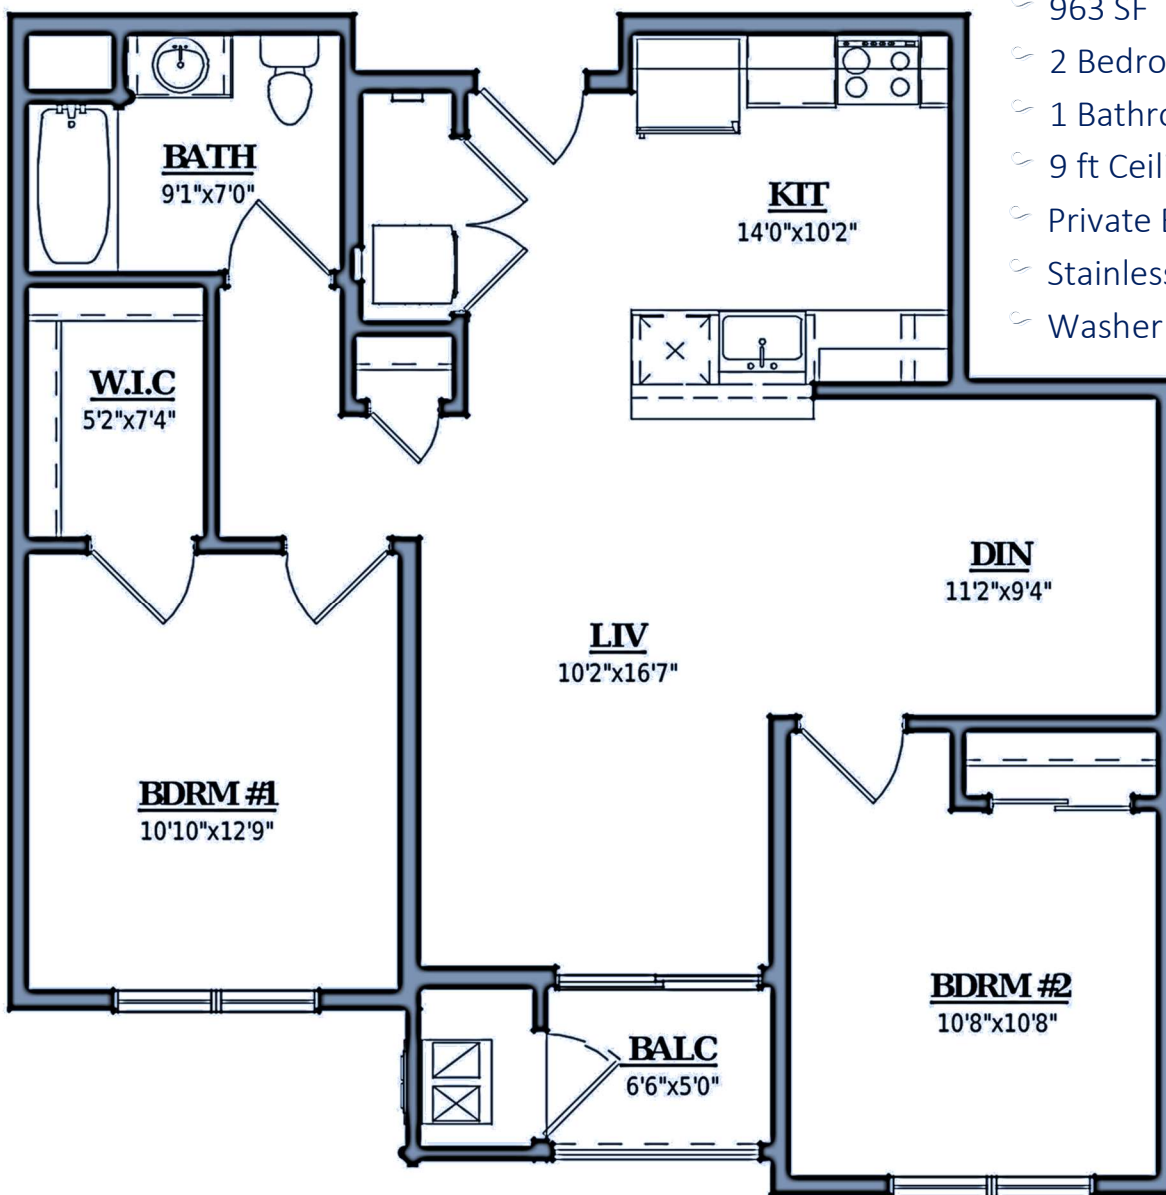 963 SF
2 Bedro
1 Bathro
9 ft Ceil
Private
Stainless
Washer
BATH
9'1"x7'0"
KIT
14'0"x10'2"
W.I.C
5'2"x7'4"
DIN
11'2"x9'4"
LIV
10'2"x16'7"
BDRM #1
10'10"x12'9"
BDRM #2
10'8"x10'8"
BALC
6'6"x5'0"